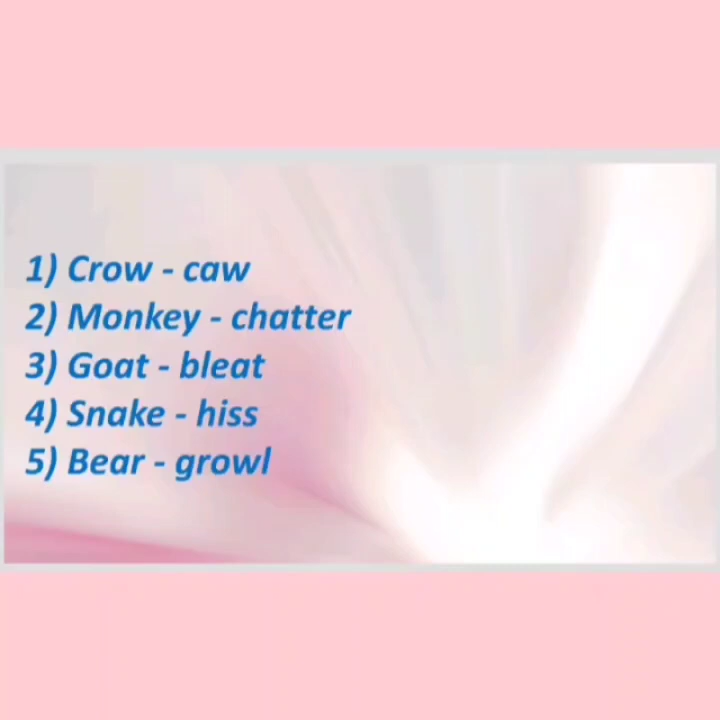 1) Crow - caw
2) Monkey - chatter
3) Goat - bleat
4) Snake - hiss
5) Bear - growl